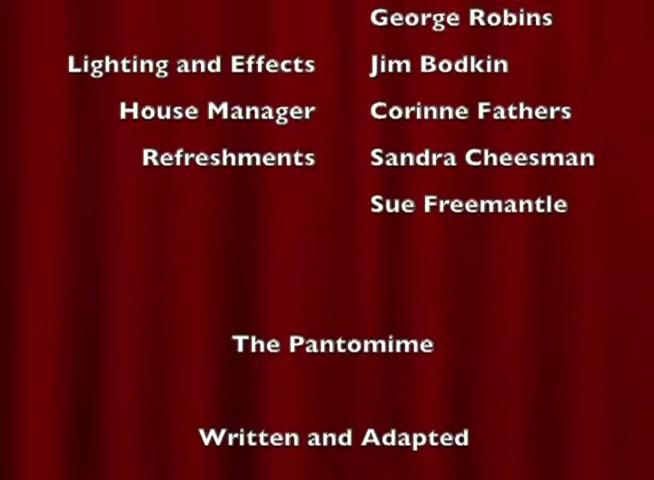 George Robins
Lighting and Effects Jim Bodkin
House Manager Corinne Fathers
Refreshments Sandra Cheesman
Sue Freemantle
The Pantomime
Written and Adapted